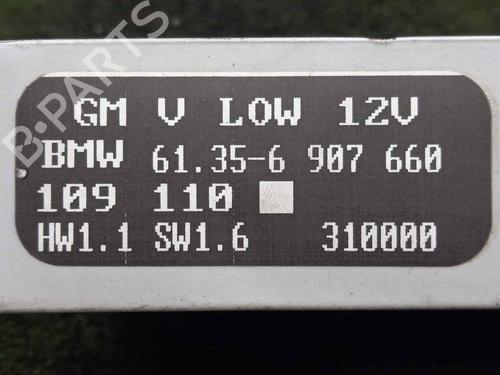 GM V LOW 12V
BMW 61.35-6 907 660
109 110
HW1.1 SW1.6 310000
B-PARTS